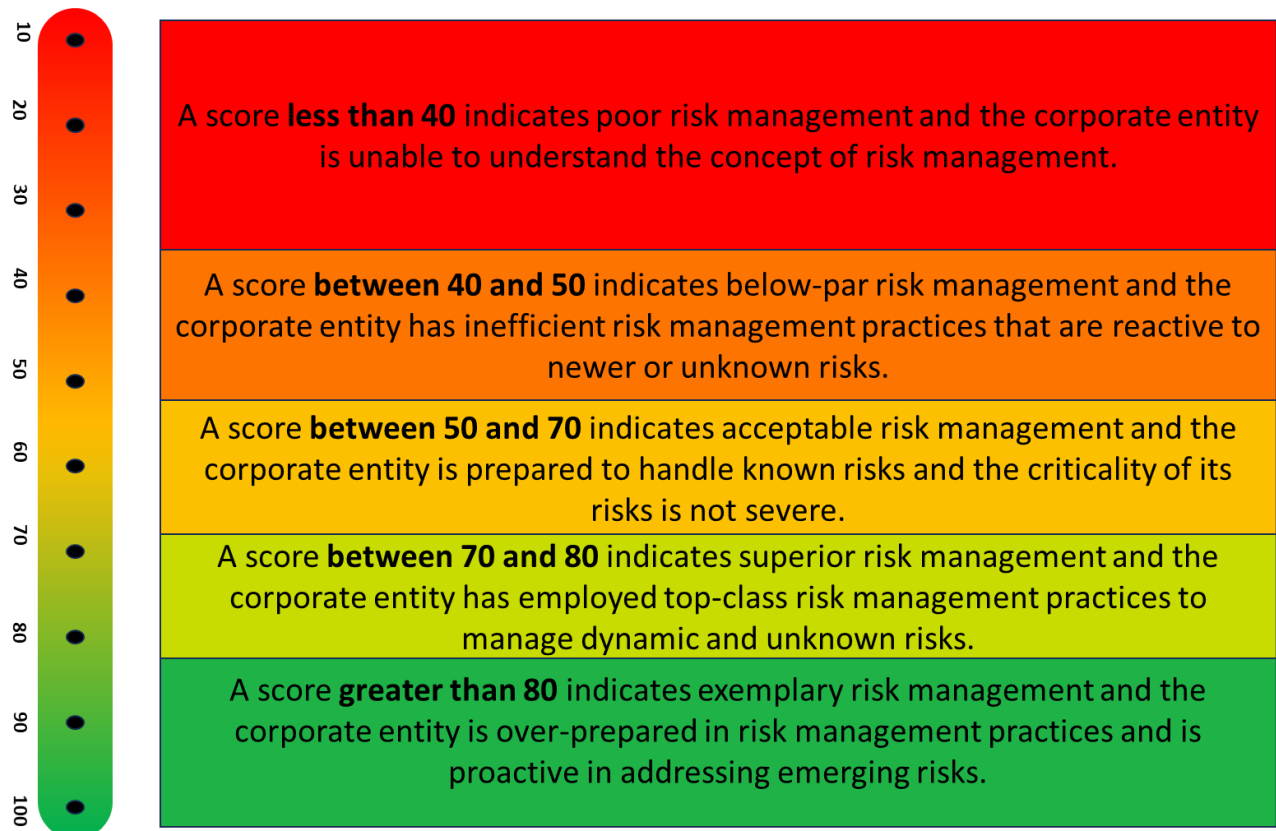 10
20
30
40
50
60
70
80
90
100
A score less than 40 indicates poor risk management and the corporate entity
is unable to understand the concept of risk management.
A score between 40 and 50 indicates below-par risk management and the
corporate entity has inefficient risk management practices that are reactive to
newer or unknown risks.
A score between 50 and 70 indicates acceptable risk management and the
corporate entity is prepared to handle known risks and the criticality of its
risks is not severe.
A score between 70 and 80 indicates superior risk management and the
corporate entity has employed top-class risk management practices to
manage dynamic and unknown risks.
A score greater than 80 indicates exemplary risk management and the
corporate entity is over-prepared in risk management practices and is
proactive in addressing emerging risks.